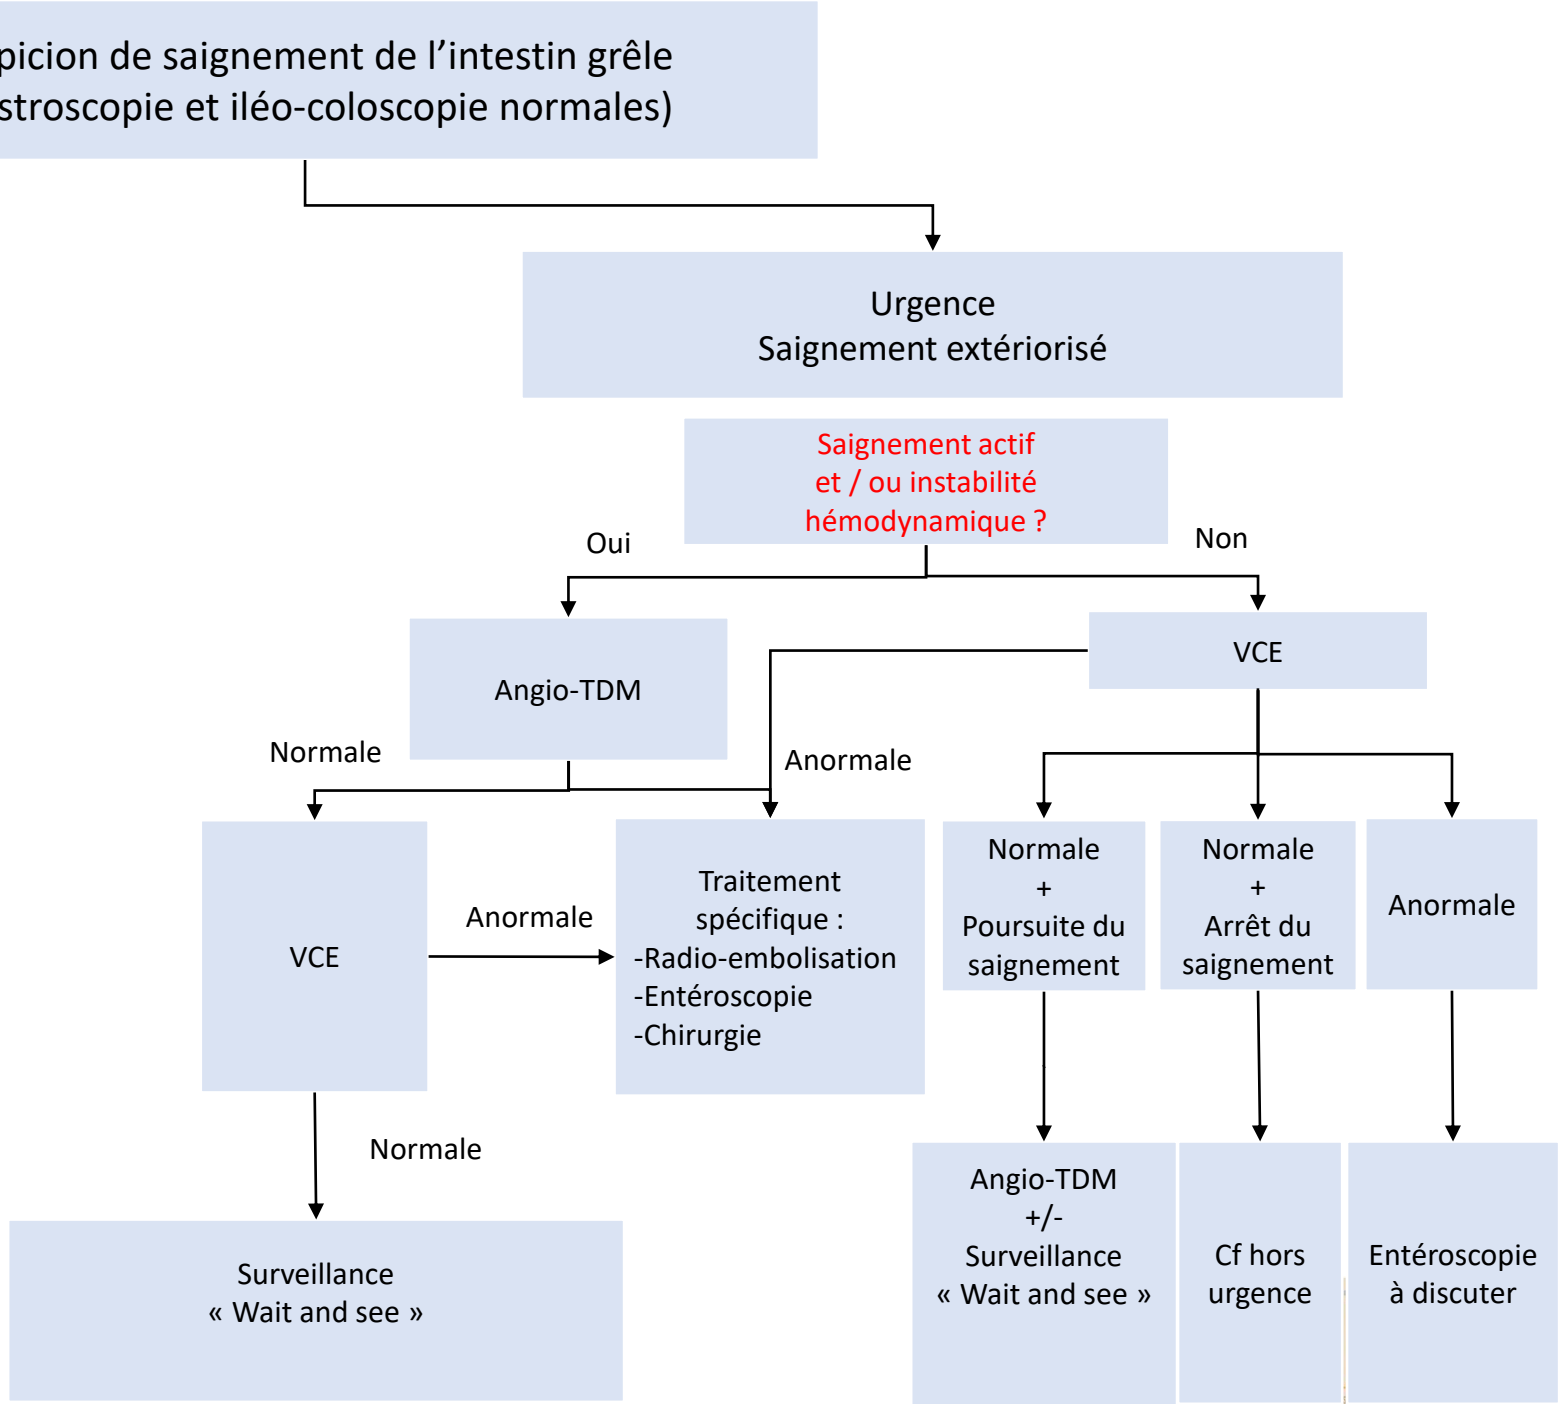 picion de saignement de l’intestin grêle
stroscopie et iléo-coloscopie normales)
Urgence
Saignement extériorisé
Saignement actif
et / ou instabilité
hémodynamique ?
Oui
Non
Angio-TDM
VCE
Normale
Anormale
VCE
Anormale
Traitement
spécifique :
-Radio-embolisation
-Entéroscopie
-Chirurgie
Normale
+
Poursuite du
saignement
Normale
+
Arrêt du
saignement
Anormale
Normale
Surveillance
« Wait and see »
Angio-TDM
+/-
Surveillance
« Wait and see »
Cf hors
urgence
Entéroscopie
à discuter